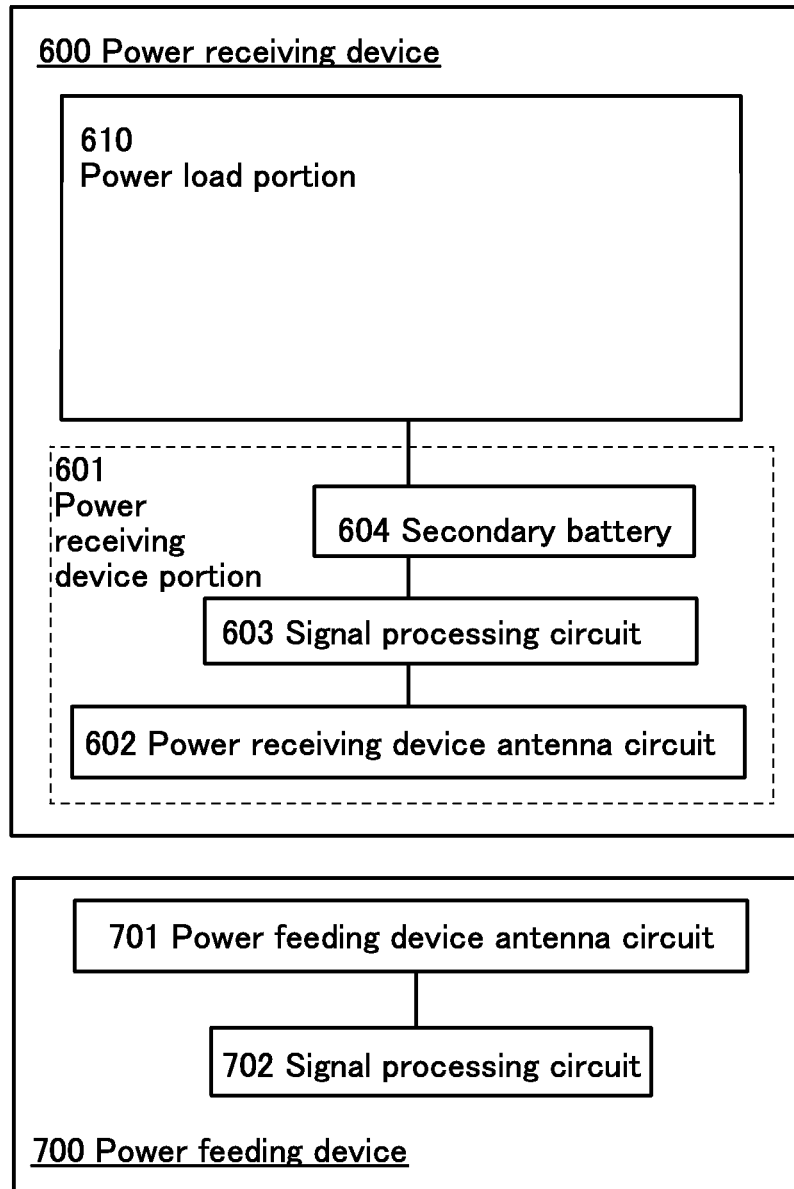 600 Power receiving device
610
Power load portion
601
Power
receiving
device portion
604 Secondary battery
603 Signal processing circuit
602 Power receiving device antenna circuit
701 Power feeding device antenna circuit
702 Signal processing circuit
700 Power feeding device